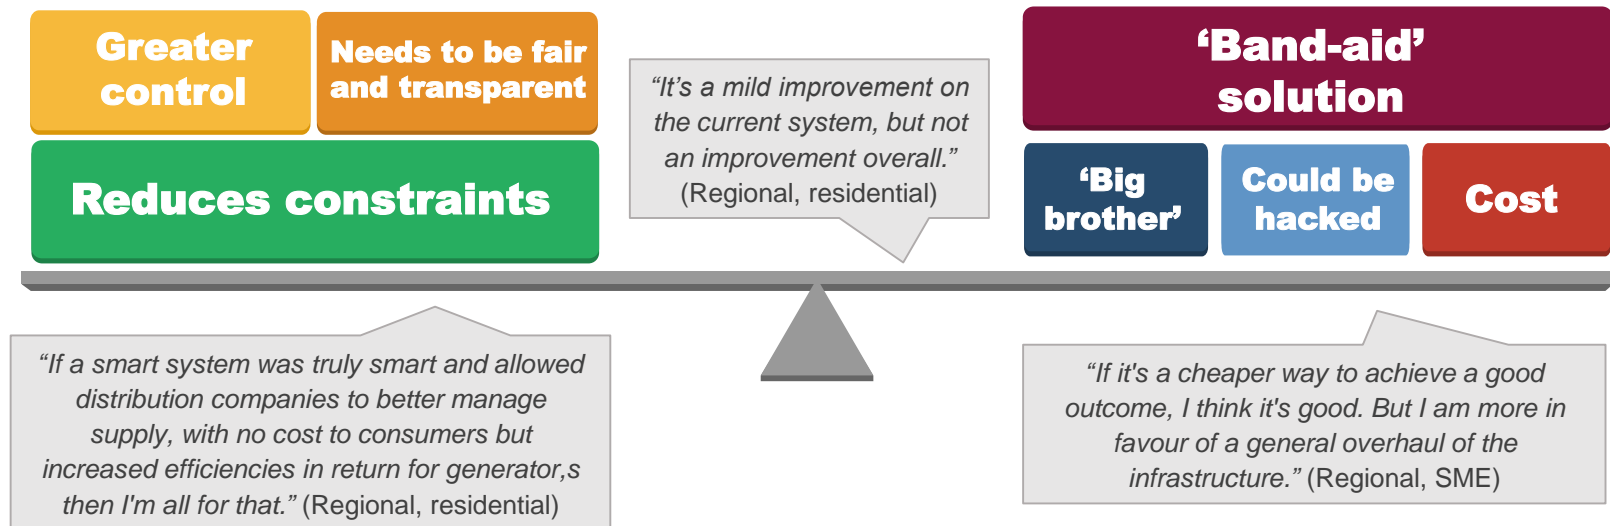 Greater
control
Needs to be fair
and transparent
Reduces constraints
“It’s a mild improvement on
the current system, but not
an improvement overall.”
(Regional, residential)
‘Band-aid’
solution
‘Big
brother’
Could be
hacked
Cost
“If a smart system was truly smart and allowed
distribution companies to better manage
supply, with no cost to consumers but
increased efficiencies in return for generator,s
then I'm all for that.” (Regional, residential)
“If it's a cheaper way to achieve a good
outcome, I think it's good. But I am more in
favour of a general overhaul of the
infrastructure.” (Regional, SME)